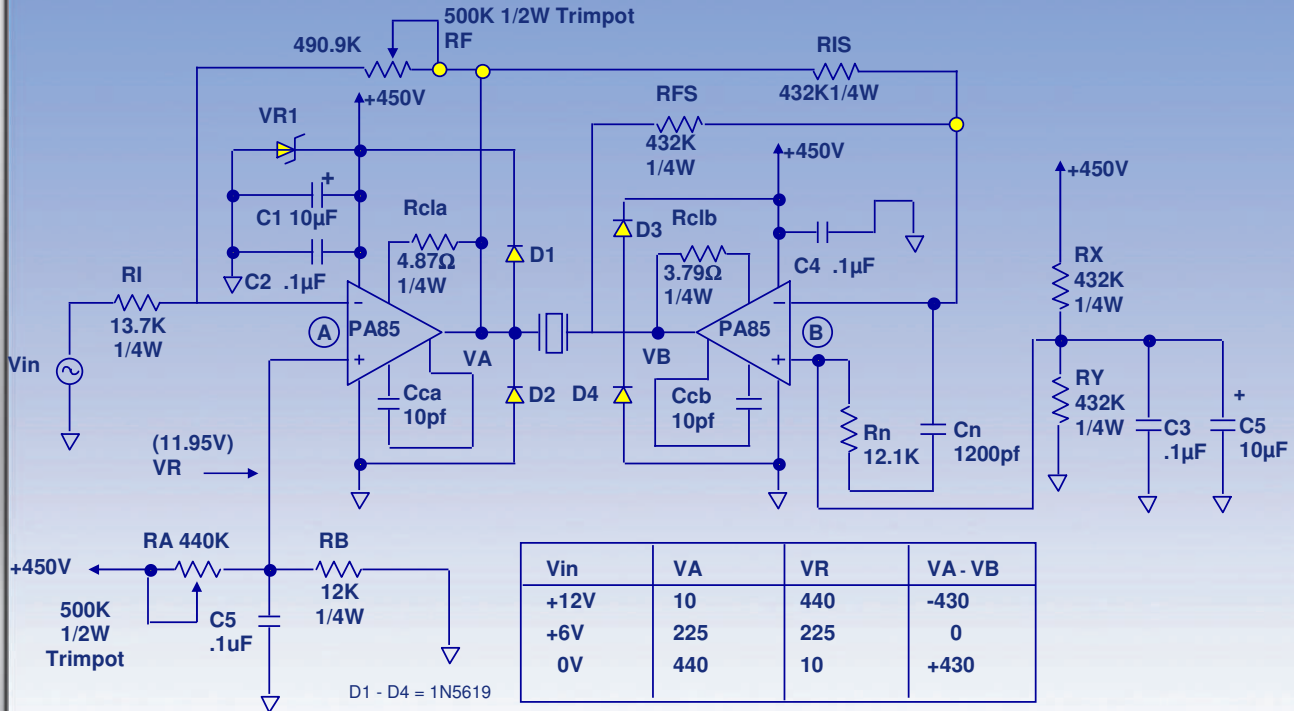 500K 1/2W Trimpot
RF
490.9K
RIS
432K1/4W
RFS
432K
1/4W
+450V
VR1
+
C1 10µF
C2 .1µF
Rcla
4.87Ω
1/4W
D1
D3
+450V
Rclb
3.79Ω
1/4W
C4 .1µF
+450V
RX
432K
1/4W
RI
13.7K
1/4W
Vin
A
PA85
−
+
VA
VB
PA85
B
−
+
Cca
10pf
D2
D4
Ccb
10pf
Rn
12.1K
Cn
1200pf
RY
432K
1/4W
C3
.1µF
+
C5
10µF
(11.95V)
VR
RA 440K
+450V
500K
1/2W
Trimpot
C5
.1uF
RB
12K
1/4W
D1 - D4 = 1N5619
Vin VA VR VA - VB
+12V 10 440 -430
+6V 225 225 0
0V 440 10 +430